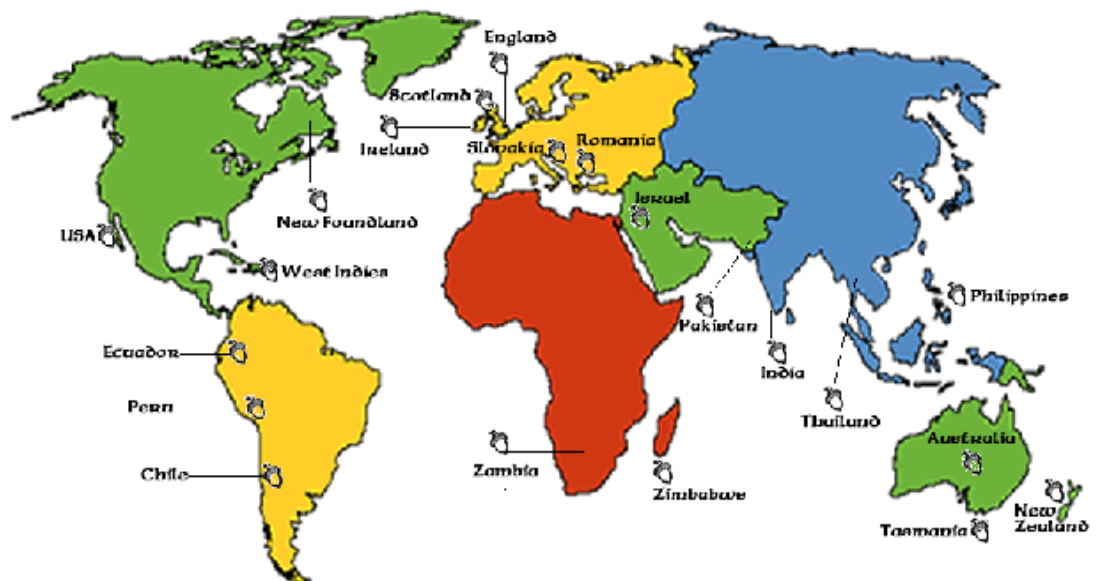 England
Scotland
Ireland
Slovakia
Romania
Israel
New Foundland
USA
West Indies
Philippines
Pakistan
Ecuador
India
Peru
Thailand
Australia
Chile
Zambia
Zimbabwe
New
Zealand
Tasmania